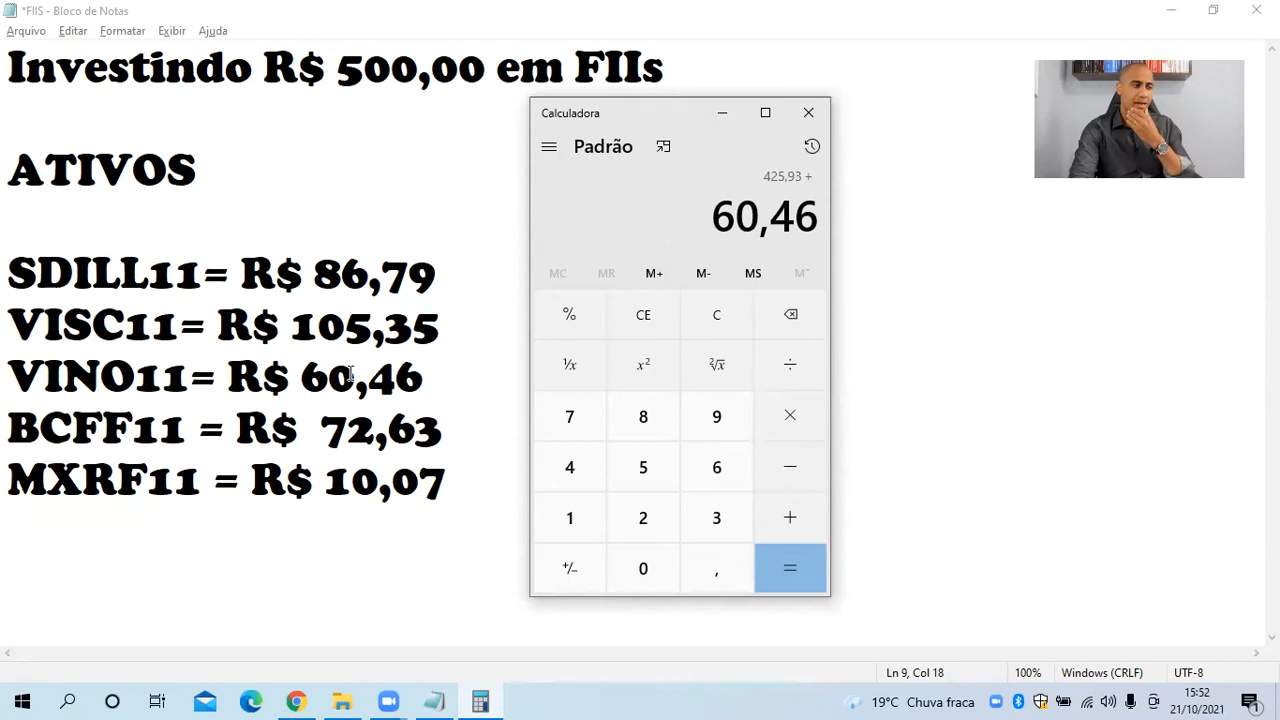 *FIIS - Bloco de Notas
Arquivo Editar Formatar Exibir Ajuda
Investindo R$ 500,00 em FIIs
ATIVOS
SDILL11= R$ 86,79
VISC11= R$ 105,35
VINO11= R$ 60,46
BCFF11 = R$ 72,63
MXRF11 = R$ 10,07
Calculadora
Padrão
425,93 +
60,46
MC MR M+ M- MS M˅
% CE C
¹/x x² ²√x ÷
7 8 9 ×
4 5 6 −
1 2 3 +
+/− 0 , =
Ln 9, Col 18 100% Windows (CRLF) UTF-8
19°C Chuva fraca
5:52
21/10/2021
1